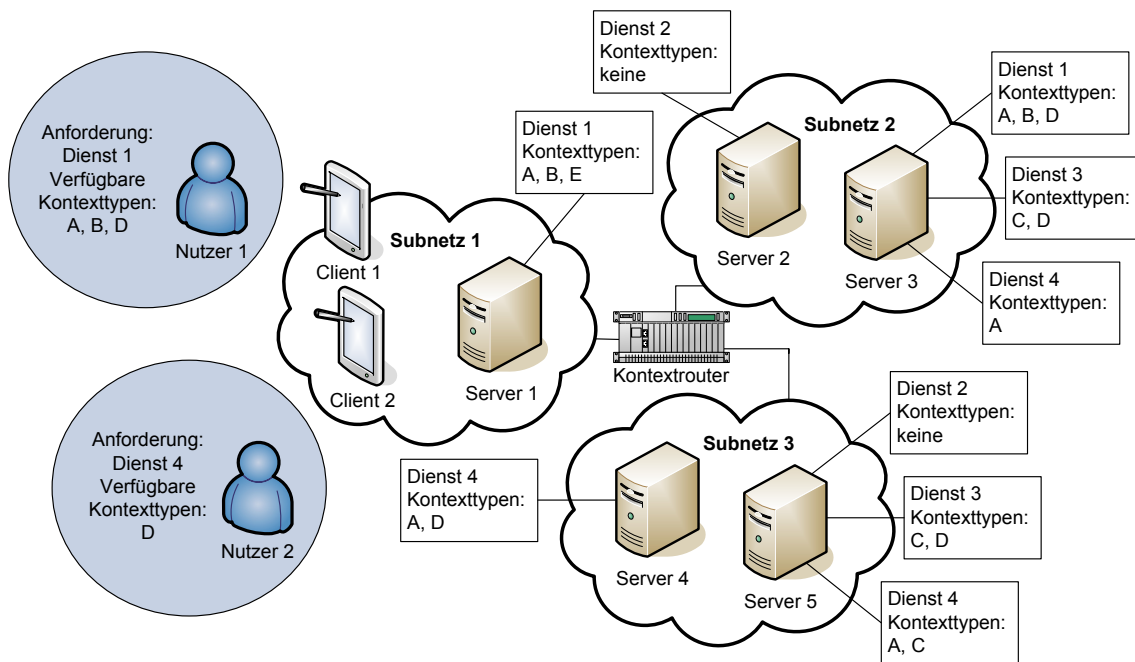 Anforderung:
Dienst 1
Verfügbare
Kontexttypen:
A, B, D
Nutzer 1
Anforderung:
Dienst 4
Verfügbare
Kontexttypen:
D
Nutzer 2
Subnetz 1
Client 1
Client 2
Server 1
Dienst 1
Kontexttypen:
A, B, E
Dienst 2
Kontexttypen:
keine
Subnetz 2
Server 2
Server 3
Dienst 1
Kontexttypen:
A, B, D
Dienst 3
Kontexttypen:
C, D
Dienst 4
Kontexttypen:
A
Kontextrouter
Subnetz 3
Dienst 4
Kontexttypen:
A, D
Server 4
Server 5
Dienst 2
Kontexttypen:
keine
Dienst 3
Kontexttypen:
C, D
Dienst 4
Kontexttypen:
A, C